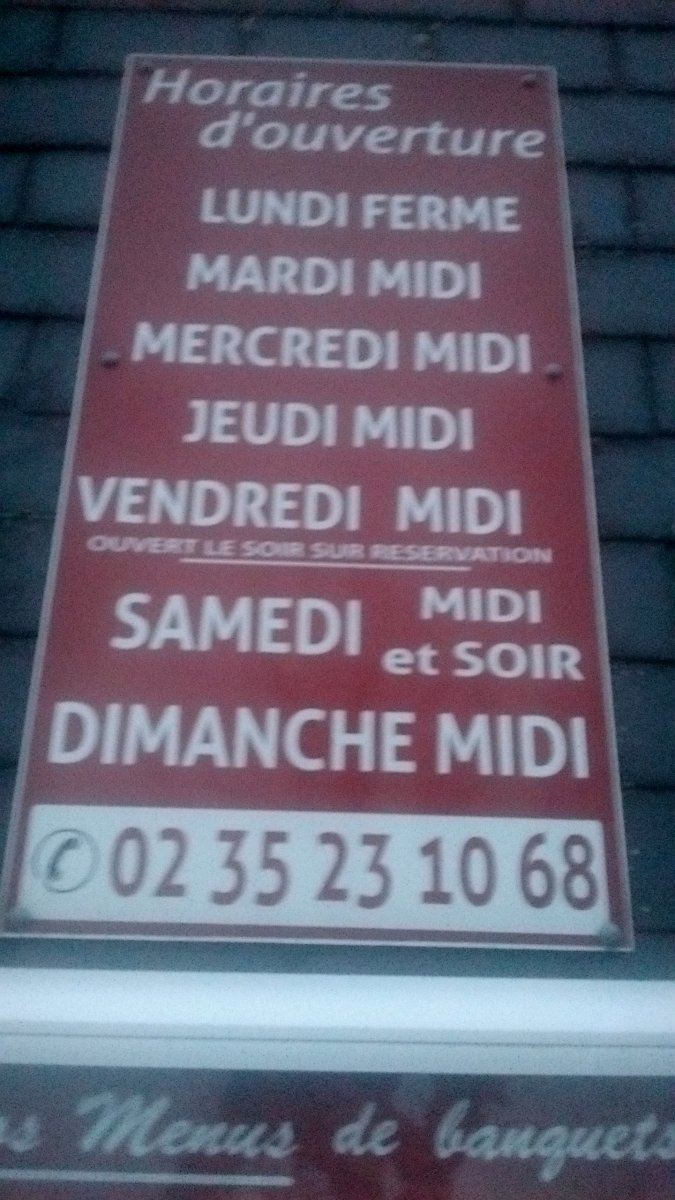 Horaires
d'ouverture
LUNDI FERME
MARDI MIDI
MERCREDI MIDI
JEUDI MIDI
VENDREDI MIDI
OUVERT LE SOIR SUR RESERVATION
SAMEDI MIDI
et SOIR
DIMANCHE MIDI
02 35 23 10 68
Menus de banquets